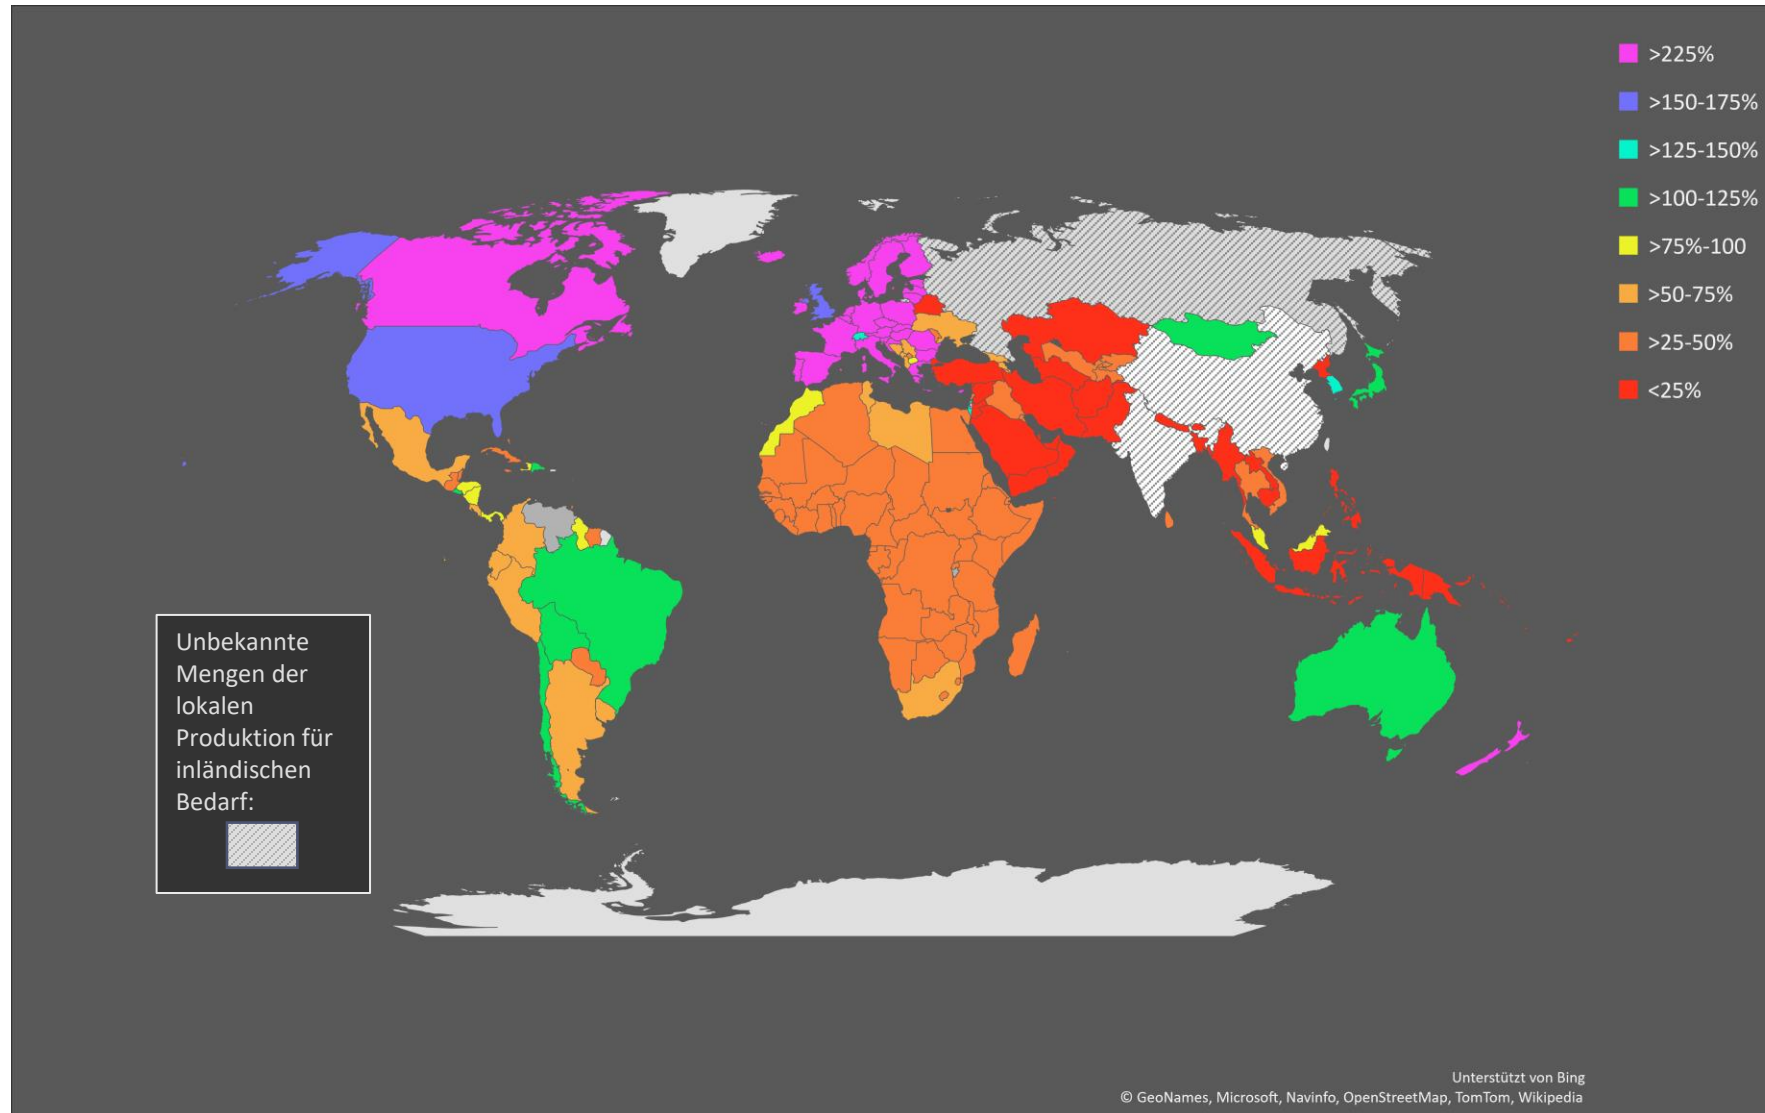 >225%
>150-175%
>125-150%
>100-125%
>75%-100
>50-75%
>25-50%
<25%
Unbekannte
Mengen der
lokalen
Produktion für
inländischen
Bedarf:
Unterstützt von Bing
© GeoNames, Microsoft, Navinfo, OpenStreetMap, TomTom, Wikipedia